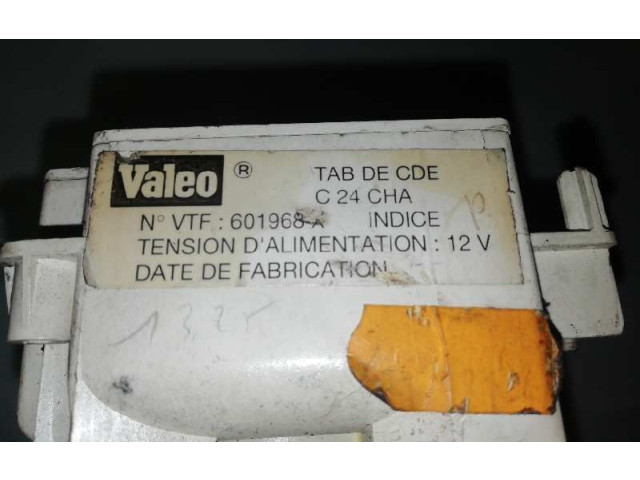 Valeo ® TAB DE CDE
C 24 CHA
N° VTF : 601968-X INDICE
TENSION D'ALIMENTATION : 12 V
DATE DE FABRICATION